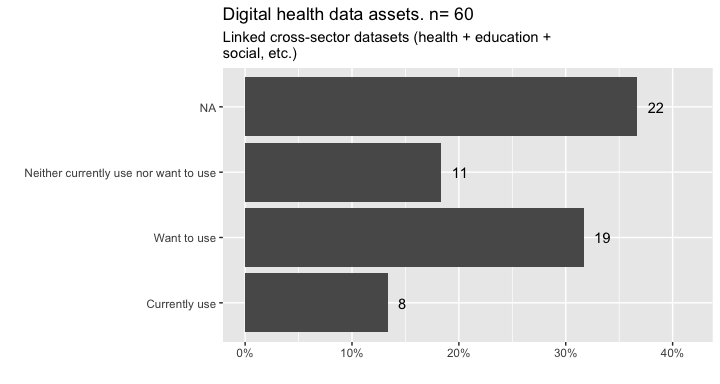 Digital health data assets. n= 60
Linked cross-sector datasets (health + education +
social, etc.)
NA
22
Neither currently use nor want to use
11
Want to use
19
Currently use
8
0%
10%
20%
30%
40%